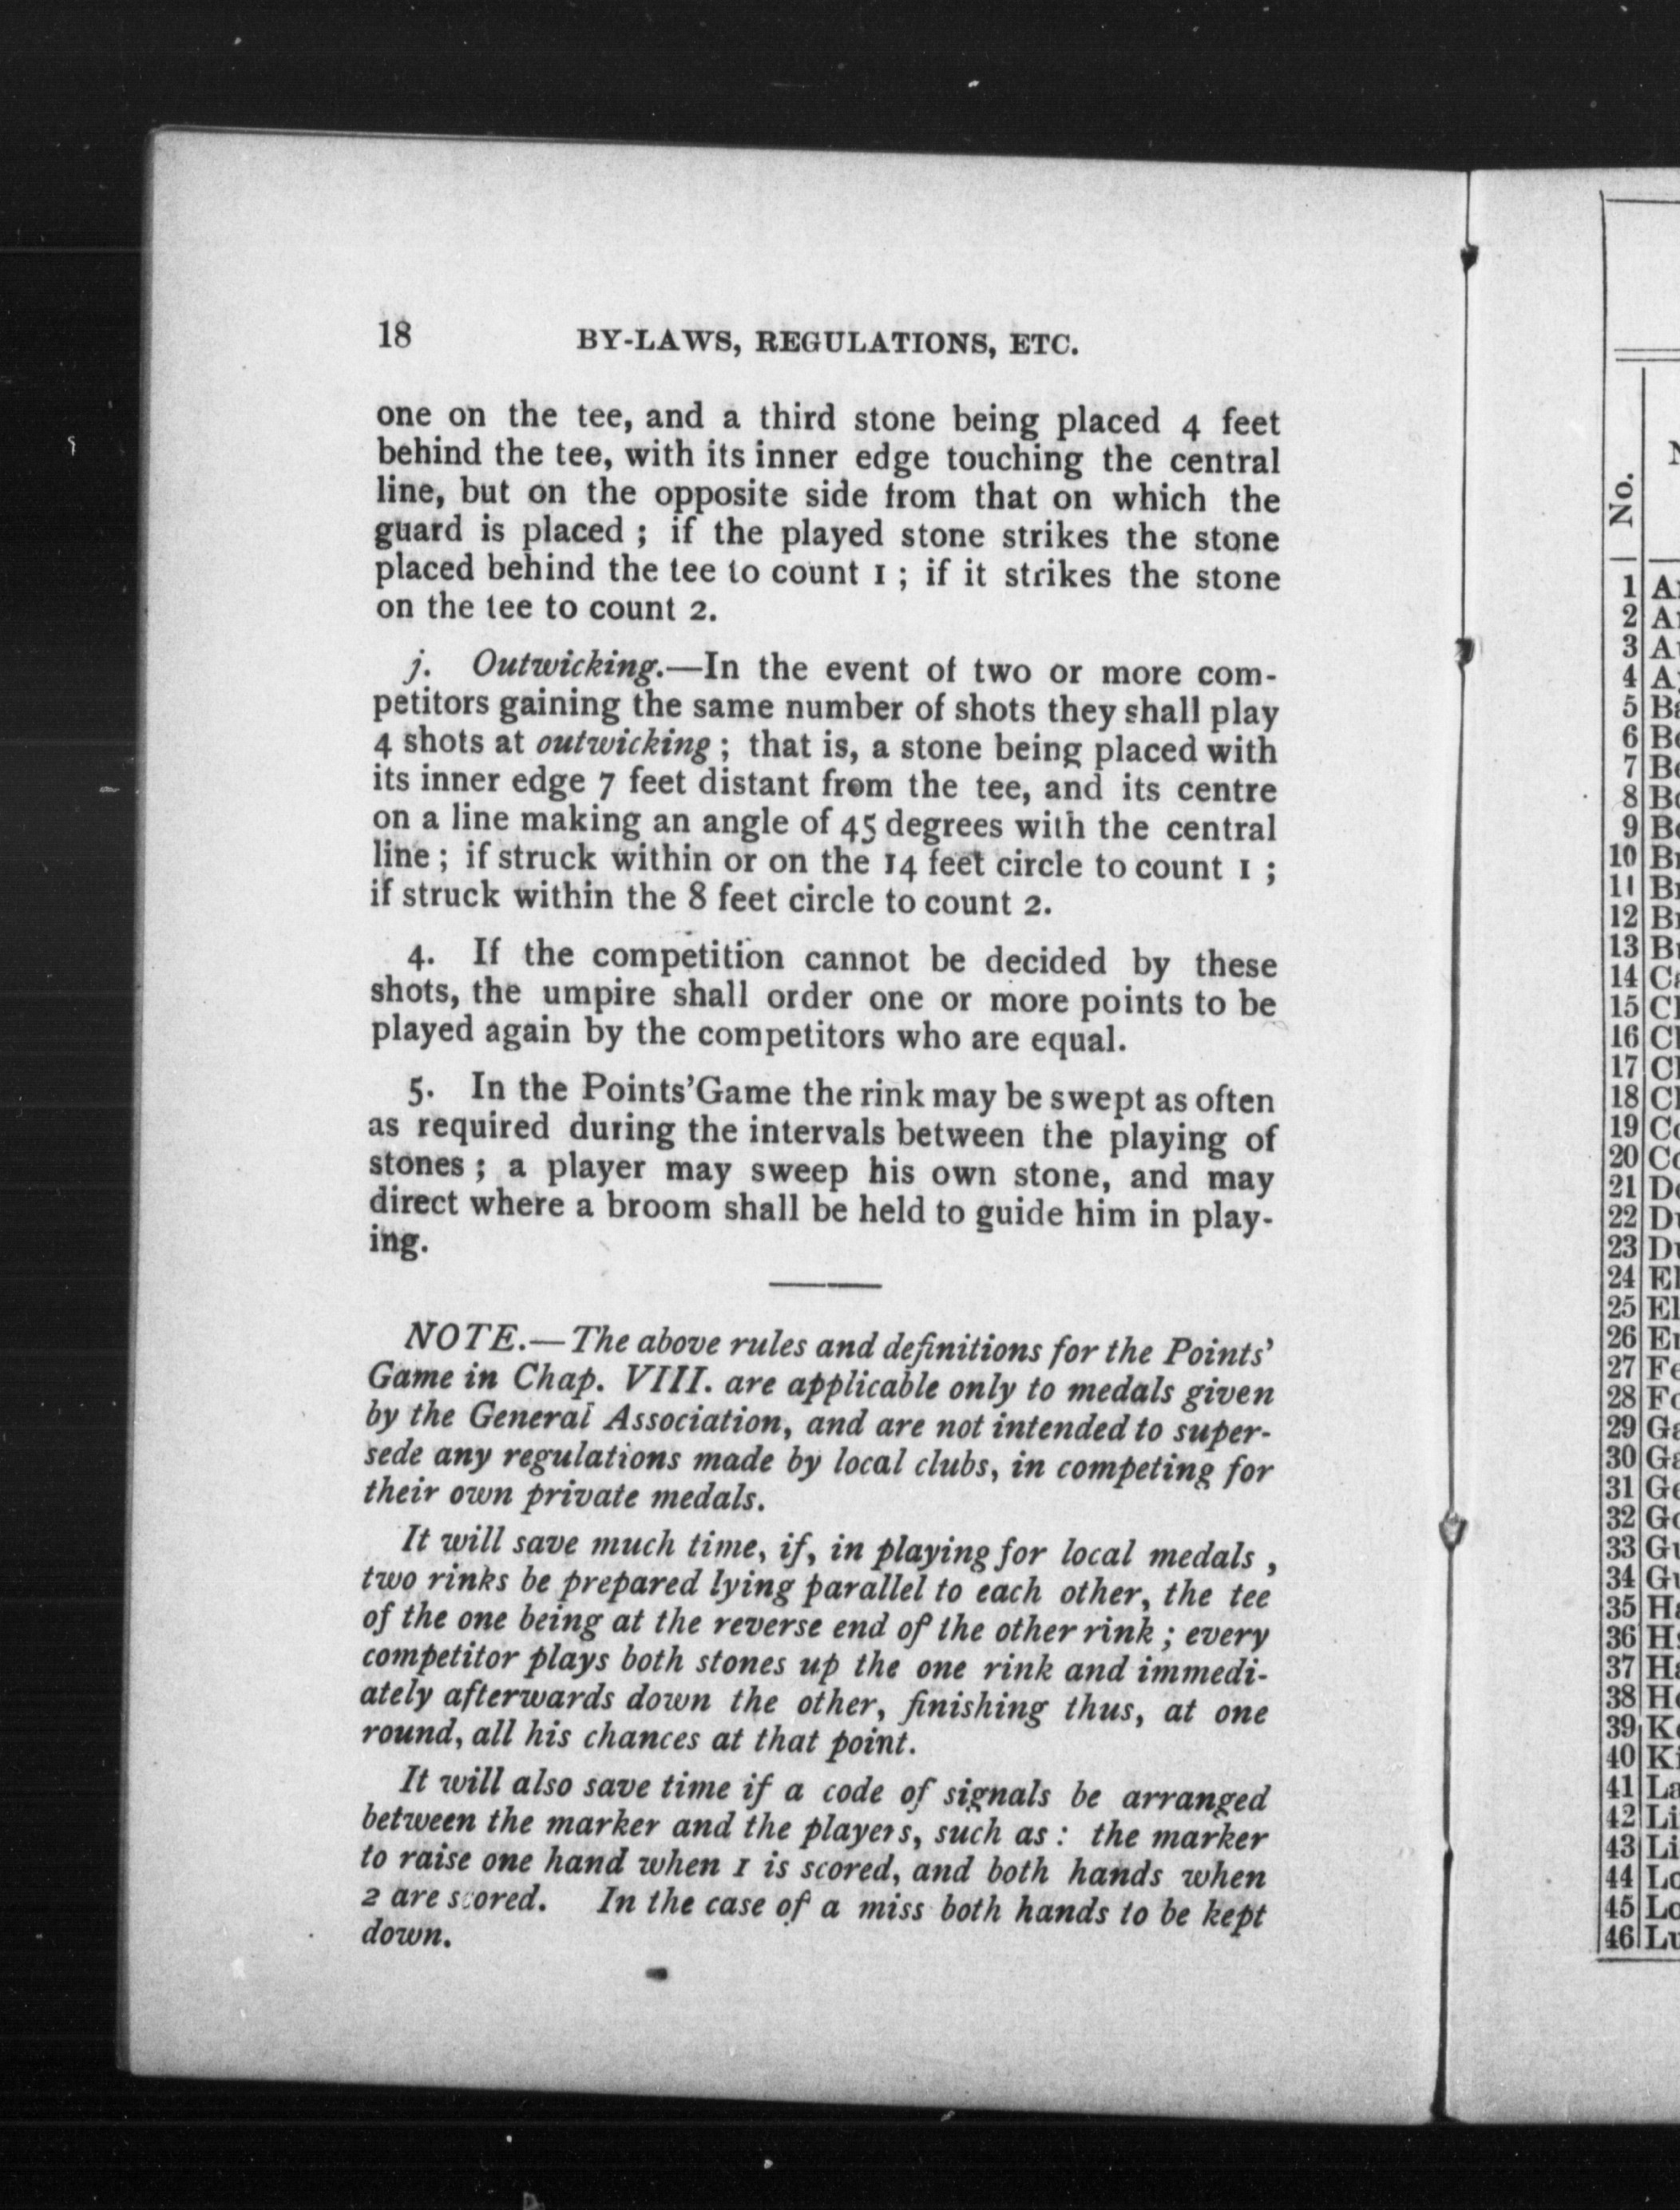 18 BY-LAWS, REGULATIONS, ETC.
one on the tee, and a third stone being placed 4 feet
behind the tee, with its inner edge touching the central
line, but on the opposite side from that on which the
guard is placed ; if the played stone strikes the stone
placed behind the tee to count 1 ; if it strikes the stone
on the tee to count 2.
j. Outwicking.—In the event of two or more com-
petitors gaining the same number of shots they shall play
4 shots at outwicking ; that is, a stone being placed with
its inner edge 7 feet distant from the tee, and its centre
on a line making an angle of 45 degrees with the central
line ; if struck within or on the 14 feet circle to count 1 ;
if struck within the 8 feet circle to count 2.
4. If the competition cannot be decided by these
shots, the umpire shall order one or more points to be
played again by the competitors who are equal.
5. In the Points'Game the rink may be swept as often
as required during the intervals between the playing of
stones ; a player may sweep his own stone, and may
direct where a broom shall be held to guide him in play-
ing.
NOTE.—The above rules and definitions for the Points'
Game in Chap. VIII. are applicable only to medals given
by the General Association, and are not intended to super-
sede any regulations made by local clubs, in competing for
their own private medals.
It will save much time, if, in playing for local medals ,
two rinks be prepared lying parallel to each other, the tee
of the one being at the reverse end of the other rink ; every
competitor plays both stones up the one rink and immedi-
ately afterwards down the other, finishing thus, at one
round, all his chances at that point.
It will also save time if a code of signals be arranged
between the marker and the players, such as : the marker
to raise one hand when 1 is scored, and both hands when
2 are scored. In the case of a miss both hands to be kept
down.
No.
1
2
3
4
5
6
7
8
9
10
11
12
13
14
15
16
17
18
19
20
21
22
23
24
25
26
27
28
29
30
31
32
33
34
35
36
37
38
39
40
41
42
43
44
45
46